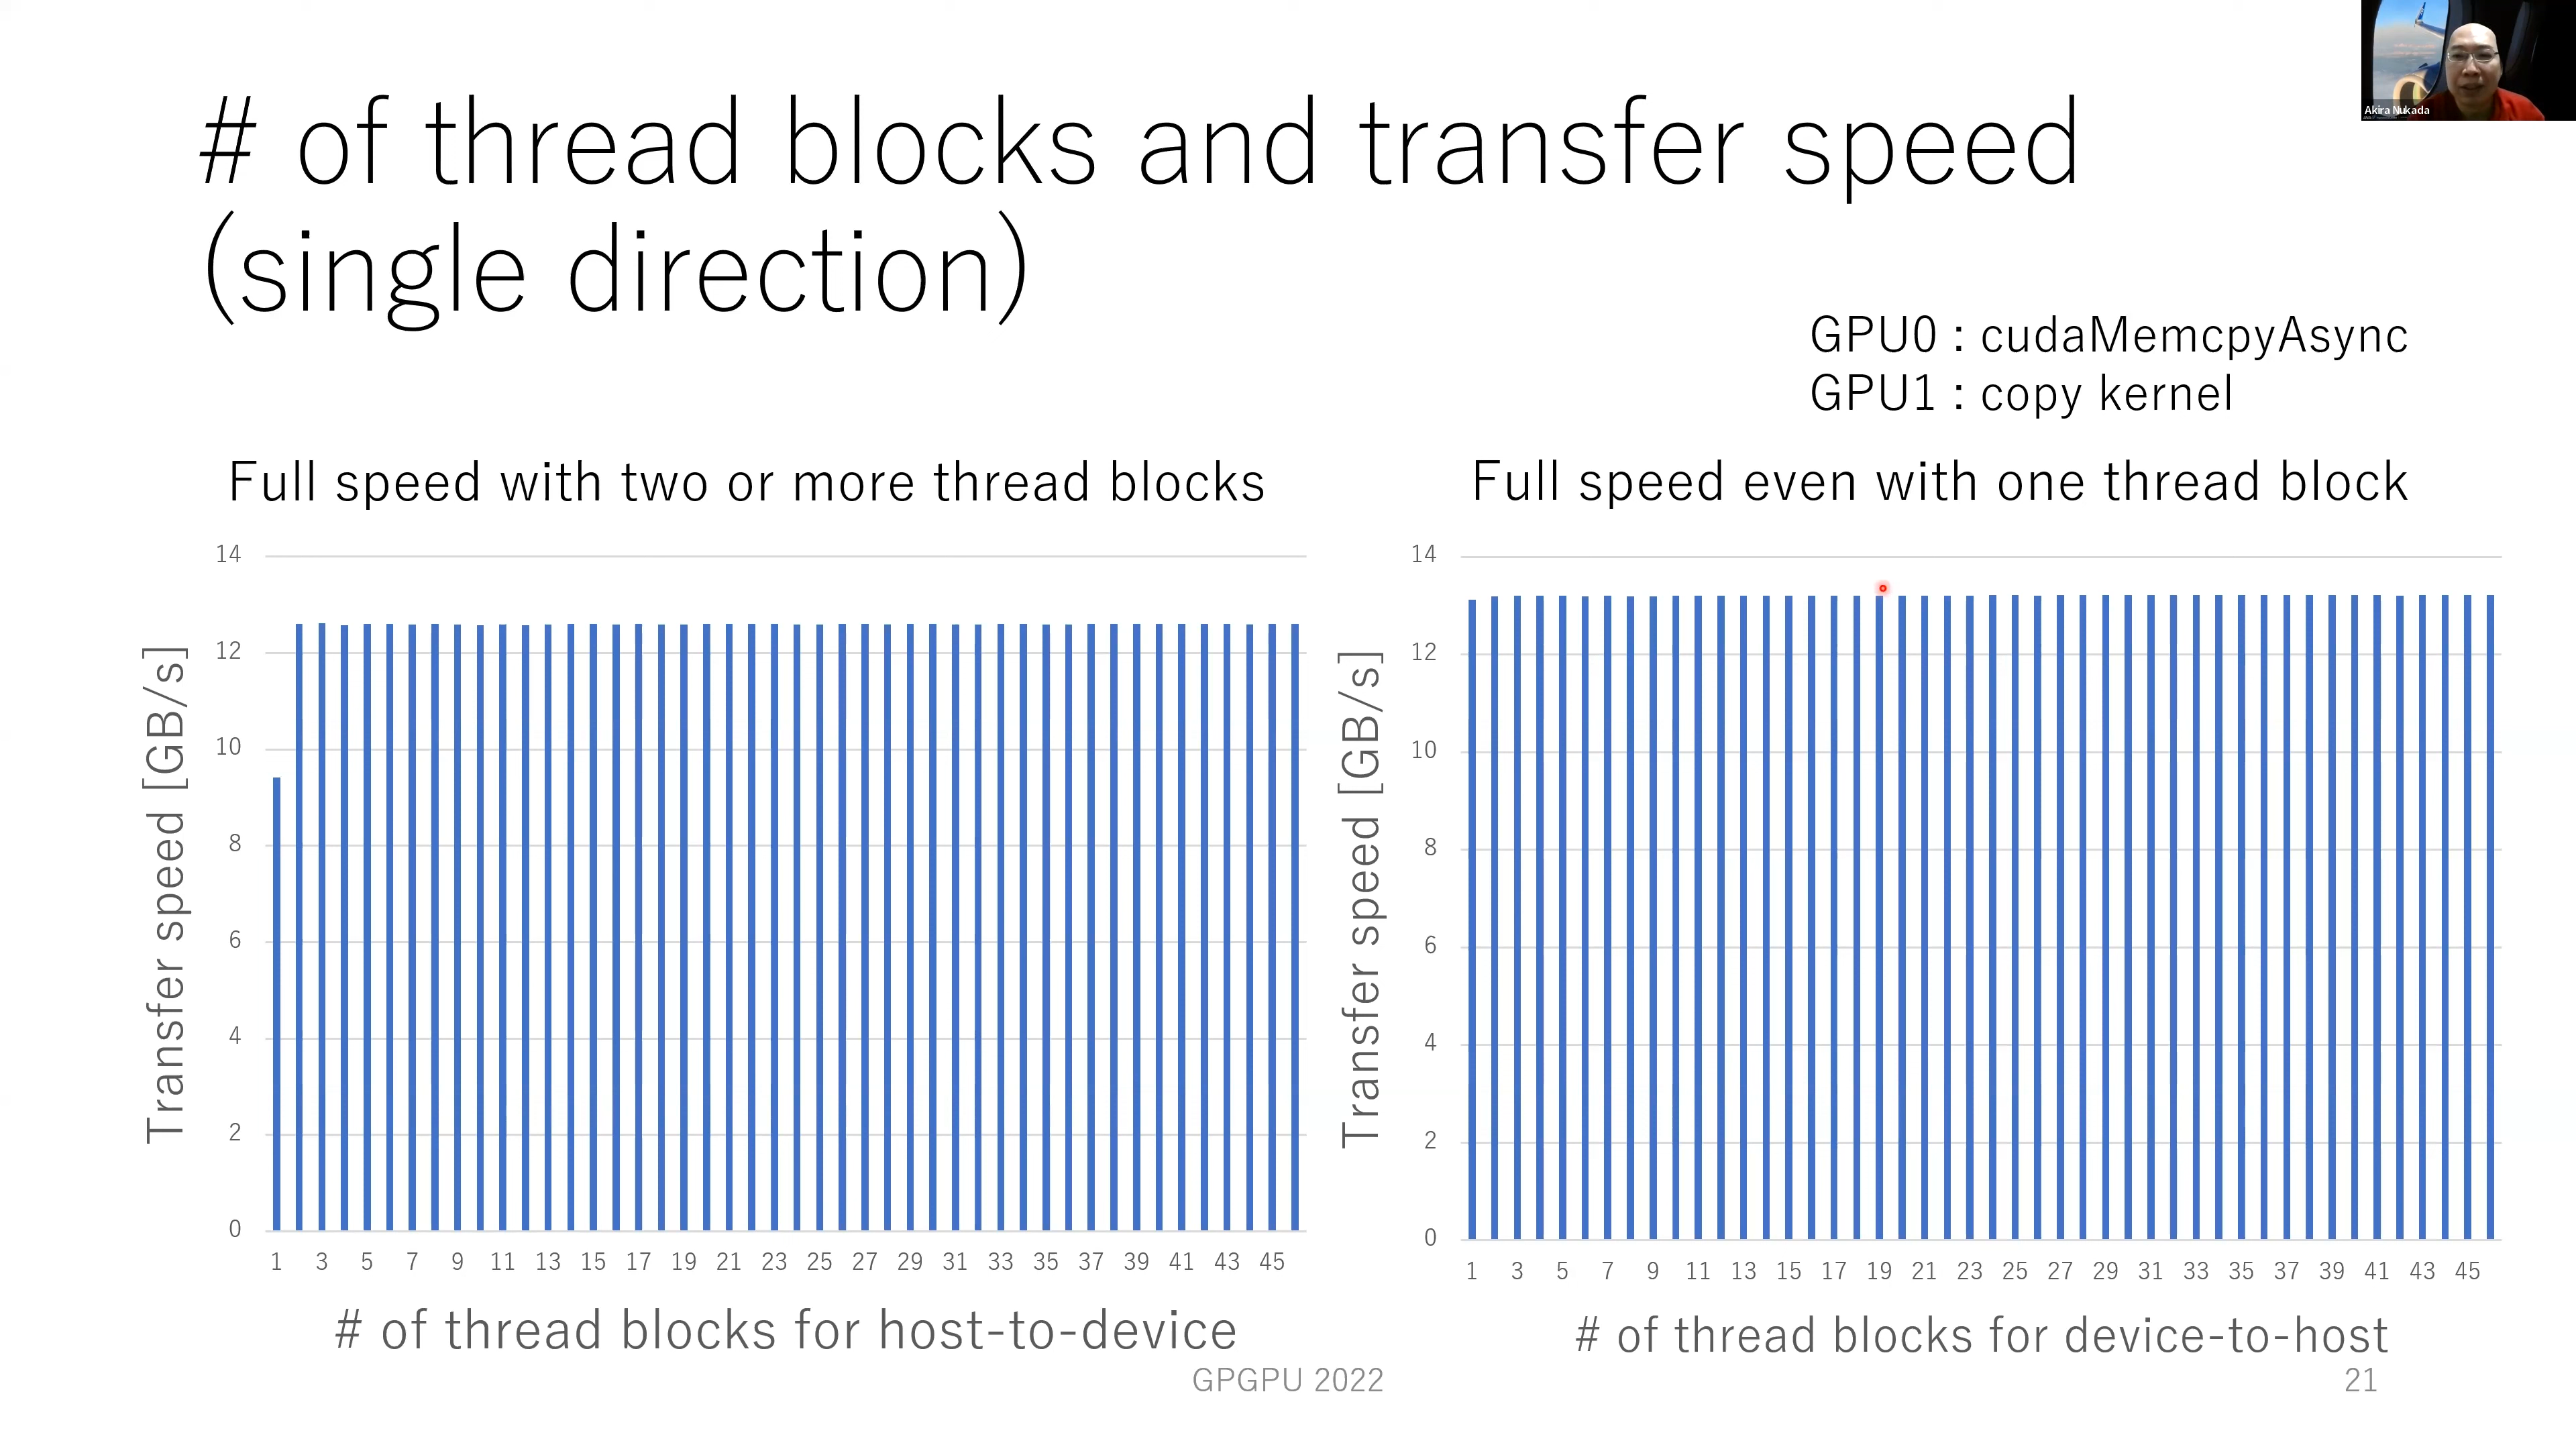 Akira Nukada
# of thread blocks and transfer speed
(single direction)
GPU0 : cudaMemcpyAsync
GPU1 : copy kernel
Full speed with two or more thread blocks
Full speed even with one thread block
Transfer speed [GB/s]
14
12
10
8
6
4
2
0
1 3 5 7 9 11 13 15 17 19 21 23 25 27 29 31 33 35 37 39 41 43 45
# of thread blocks for host-to-device
Transfer speed [GB/s]
14
12
10
8
6
4
2
0
1 3 5 7 9 11 13 15 17 19 21 23 25 27 29 31 33 35 37 39 41 43 45
# of thread blocks for device-to-host
GPGPU 2022
21